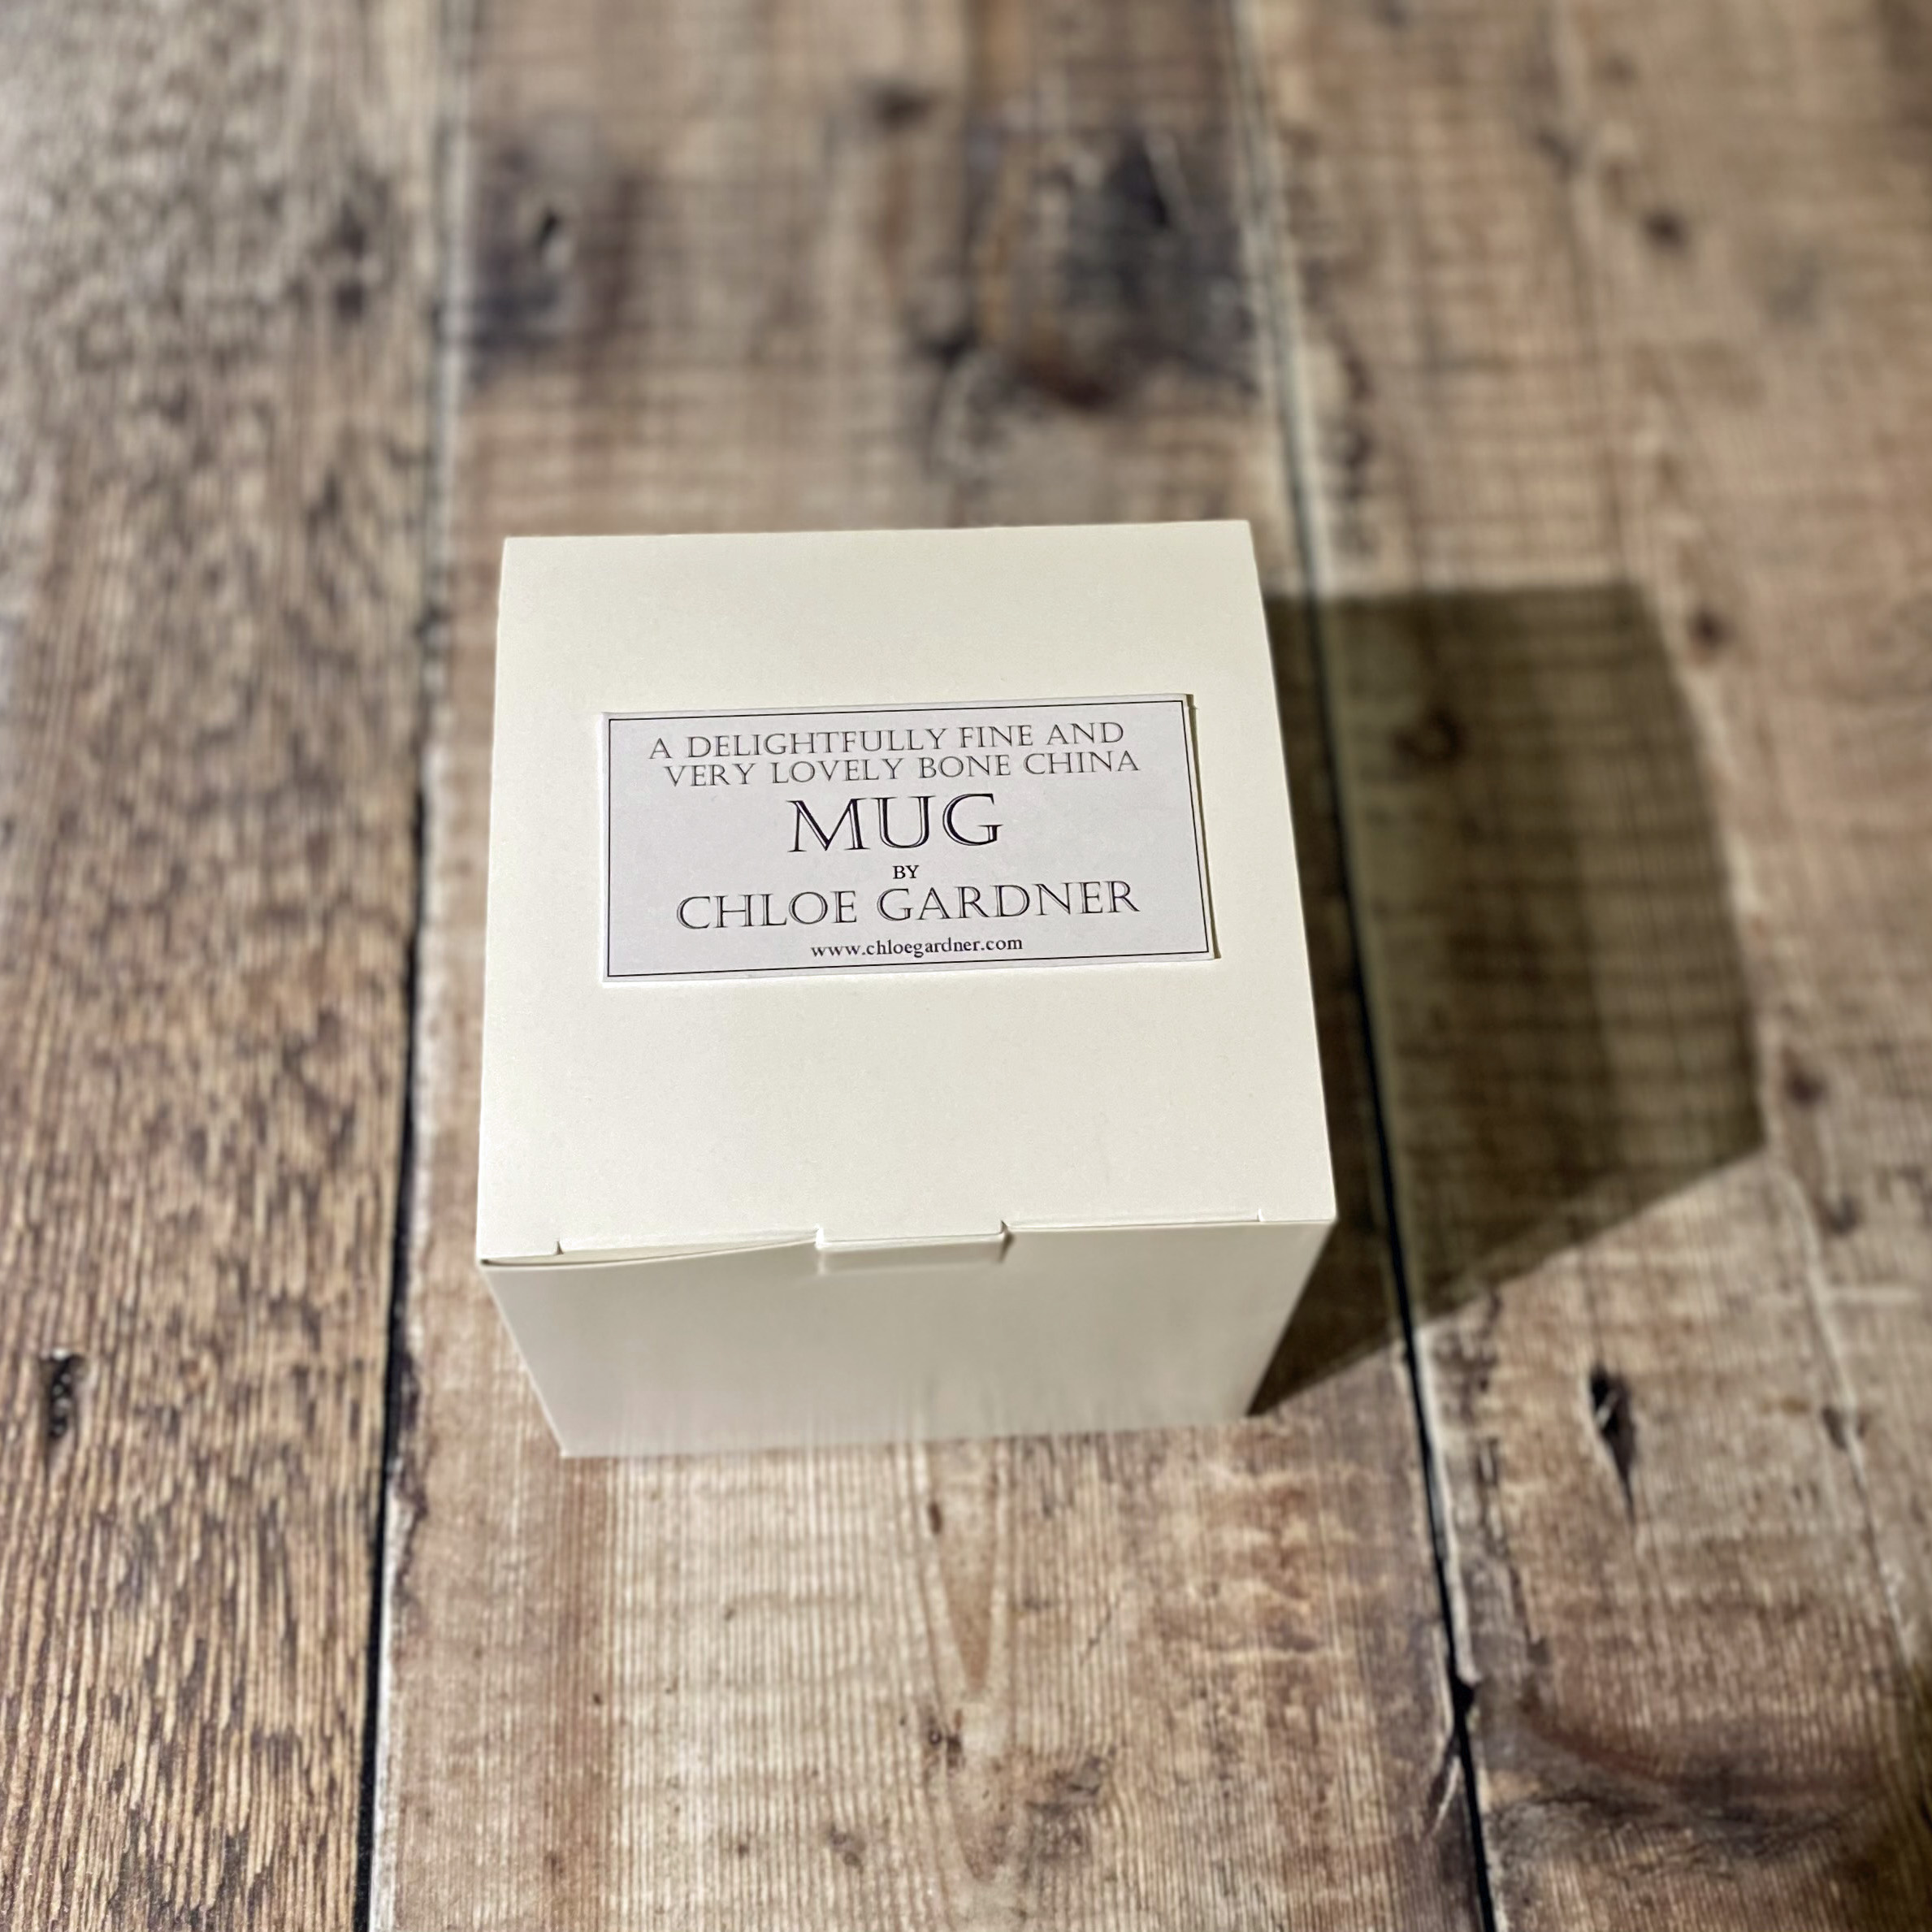 A DELIGHTFULLY FINE AND
VERY LOVELY BONE CHINA
MUG
BY
CHLOE GARDNER
www.chloegardner.com